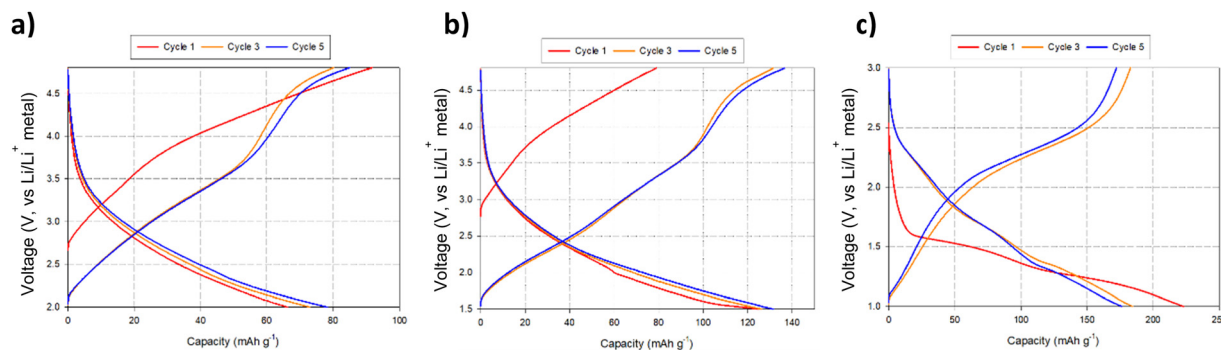 a)
Cycle 1 Cycle 3 Cycle 5
Voltage (V, vs Li/Li⁺ metal)
4.5
4.0
3.5
3.0
2.5
2.0
0 20 40 60 80 100
Capacity (mAh g⁻¹)
b)
Cycle 1 Cycle 3 Cycle 5
Voltage (V, vs Li/Li⁺ metal)
4.5
4.0
3.5
3.0
2.5
2.0
1.5
0 20 40 60 80 100 120 140
Capacity (mAh g⁻¹)
c)
Cycle 1 Cycle 3 Cycle 5
Voltage (V, vs Li/Li⁺ metal)
3.0
2.5
2.0
1.5
1.0
0 50 100 150 200 25
Capacity (mAh g⁻¹)